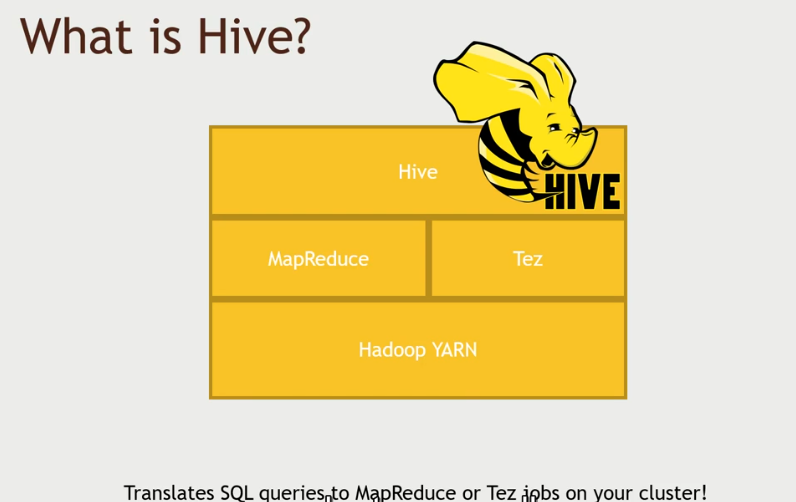 What is Hive?
Hive
HIVE
MapReduce
Tez
Hadoop YARN
Translates SQL queries to MapReduce or Tez jobs on your cluster!